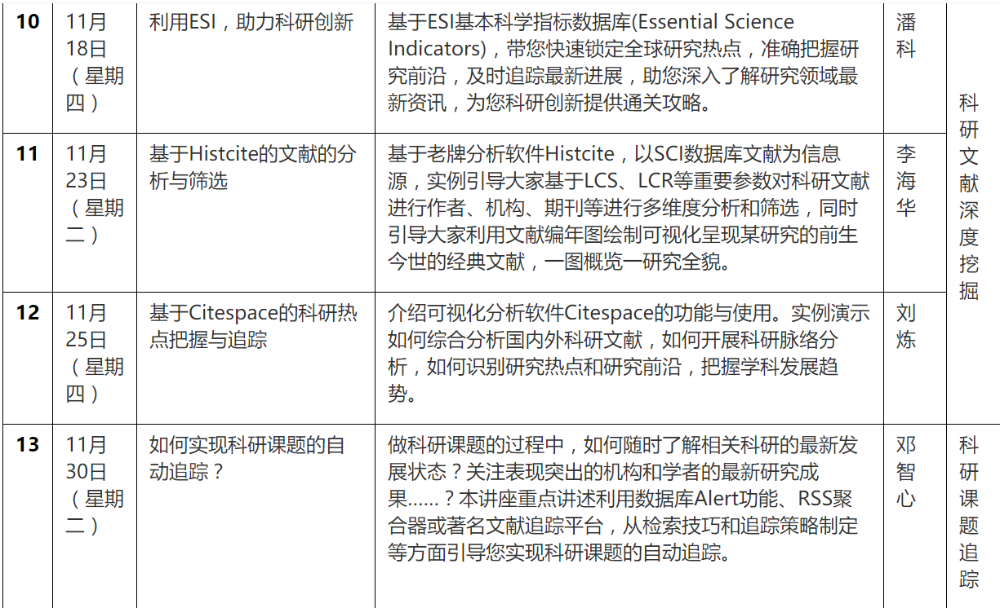 10
11月
18日
（星期
四）
利用ESI，助力科研创新
基于ESI基本科学指标数据库(Essential Science
Indicators)，带您快速锁定全球研究热点，准确把握研
究前沿，及时追踪最新进展，助您深入了解研究领域最
新资讯，为您科研创新提供通关攻略。
潘
科
科
研
文
献
深
度
挖
掘
11
11月
23日
（星期
二）
基于Histcite的文献的分
析与筛选
基于老牌分析软件Histcite，以SCI数据库文献为信息
源，实例引导大家基于LCS、LCR等重要参数对科研文献
进行作者、机构、期刊等进行多维度分析和筛选，同时
引导大家利用文献编年图绘制可视化呈现某研究的前生
今世的经典文献，一图概览一研究全貌。
李
海
华
12
11月
25日
（星期
四）
基于Citespace的科研热
点把握与追踪
介绍可视化分析软件Citespace的功能与使用。实例演示
如何综合分析国内外科研文献，如何开展科研脉络分
析，如何识别研究热点和研究前沿，把握学科发展趋
势。
刘
炼
13
11月
30日
（星期
二）
如何实现科研课题的自
动追踪？
做科研课题的过程中，如何随时了解相关科研的最新发
展状态？关注表现突出的机构和学者的最新研究成
果……？本讲座重点讲述利用数据库Alert功能、RSS聚
合器或著名文献追踪平台，从检索技巧和追踪策略制定
等方面引导您实现科研课题的自动追踪。
邓
智
心
科
研
课
题
追
踪